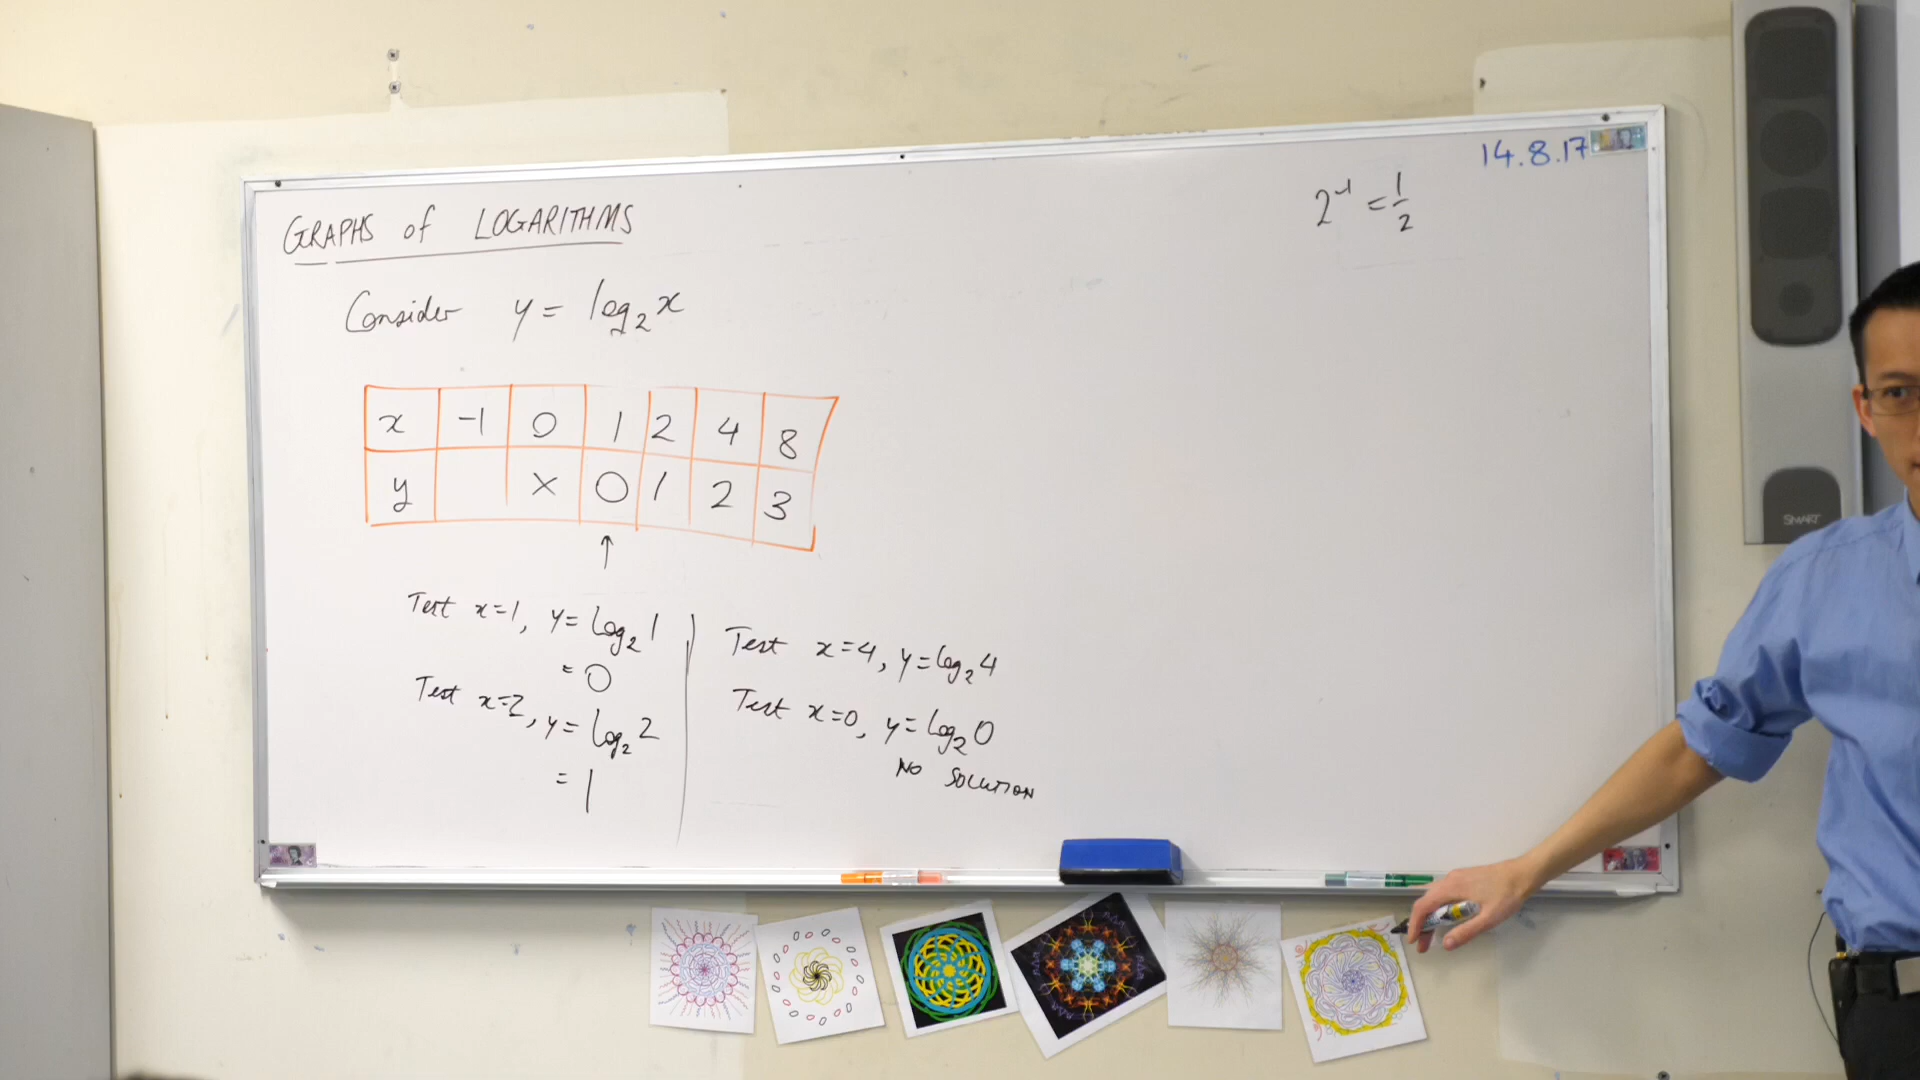 14.8.17
2⁻¹ = 1/2
GRAPHS of LOGARITHMS
Consider y = log₂x
x -1 0 1 2 4 8
y × 0 1 2 3
↑
Test x=1, y= log₂1
= 0
Test x=2, y= log₂2
= 1
Test x=4, y=log₂4
Test x=0, y= log₂0
NO SOLUTION
SMART